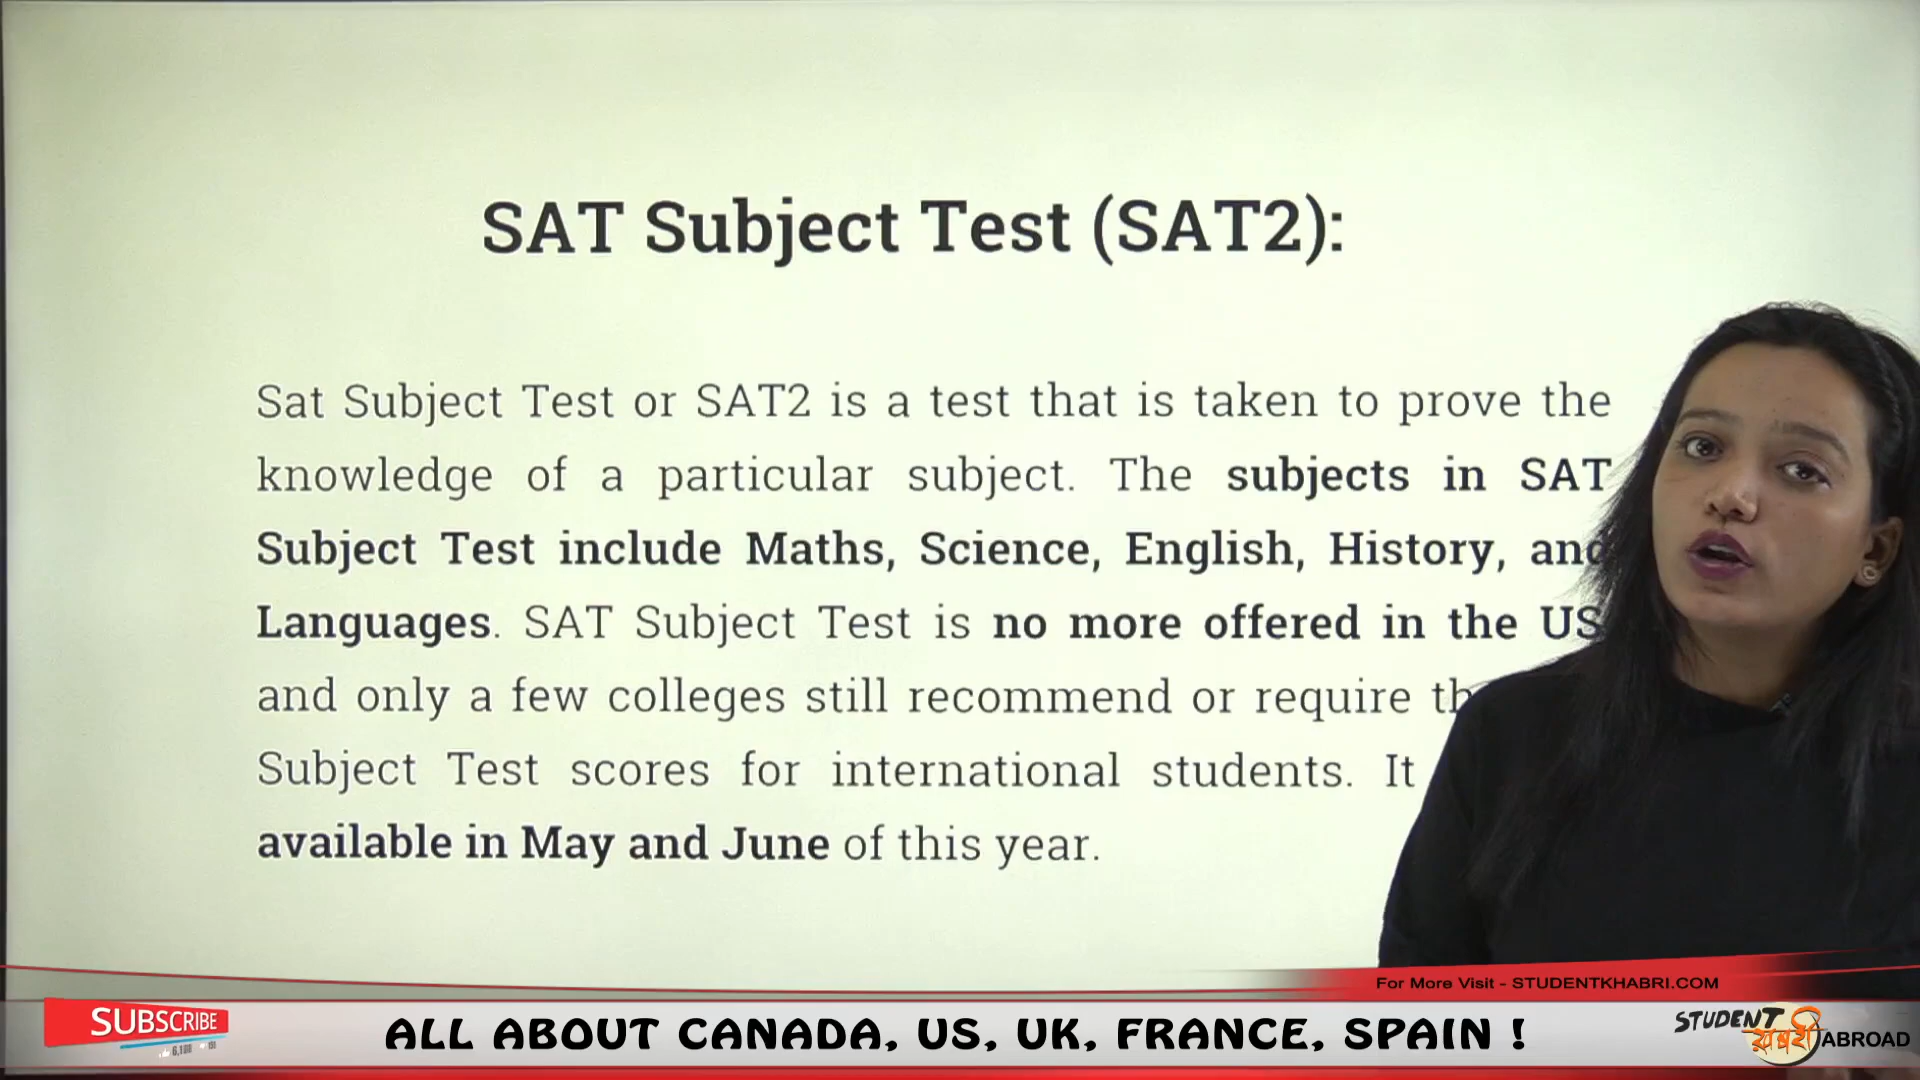 SAT Subject Test (SAT2):
Sat Subject Test or SAT2 is a test that is taken to prove the
knowledge of a particular subject. The subjects in SAT
Subject Test include Maths, Science, English, History, and
Languages. SAT Subject Test is no more offered in the US
and only a few colleges still recommend or require
Subject Test scores for international students. It
available in May and June of this year.
For More Visit - STUDENTKHABRI.COM
SUBSCRIBE
ALL ABOUT CANADA, US, UK, FRANCE, SPAIN !
STUDENT
ABROAD